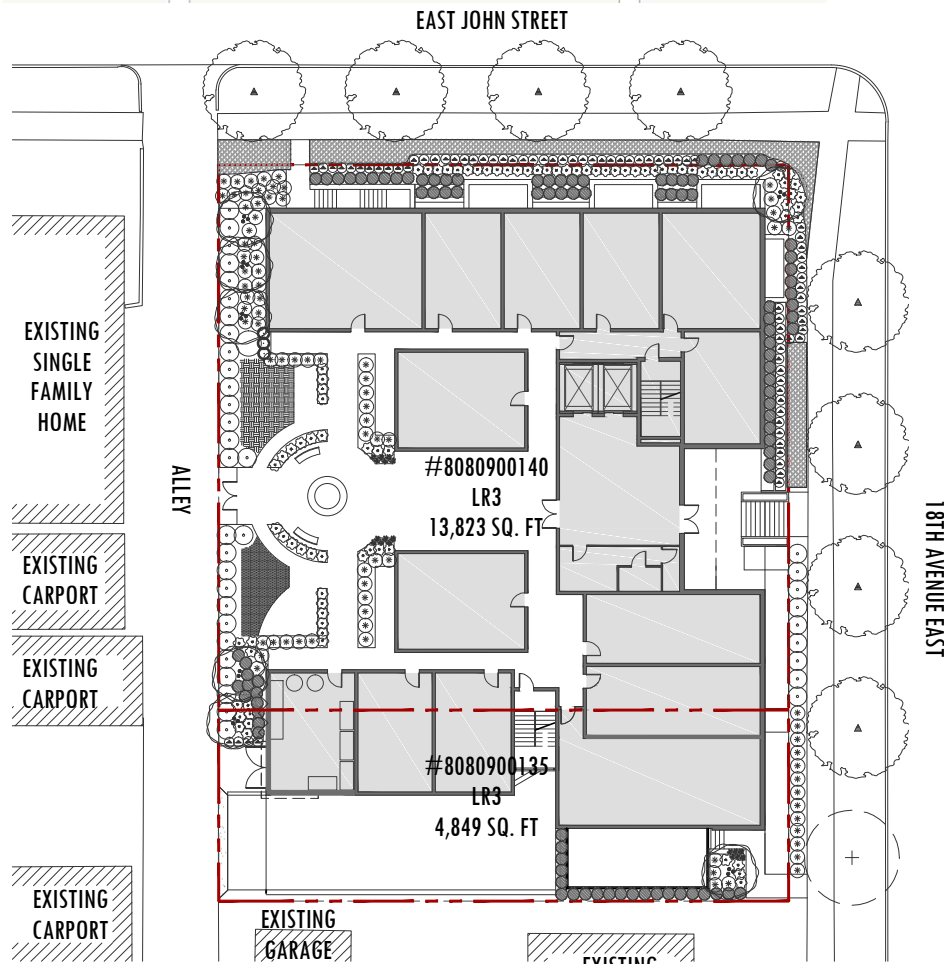 EAST JOHN STREET
EXISTING
SINGLE
FAMILY
HOME
ALLEY
#8080900140
LR3
13,823 SQ. FT
18TH AVENUE EAST
EXISTING
CARPORT
EXISTING
CARPORT
#8080900135
LR3
4,849 SQ. FT
EXISTING
CARPORT
EXISTING
GARAGE
EXISTING